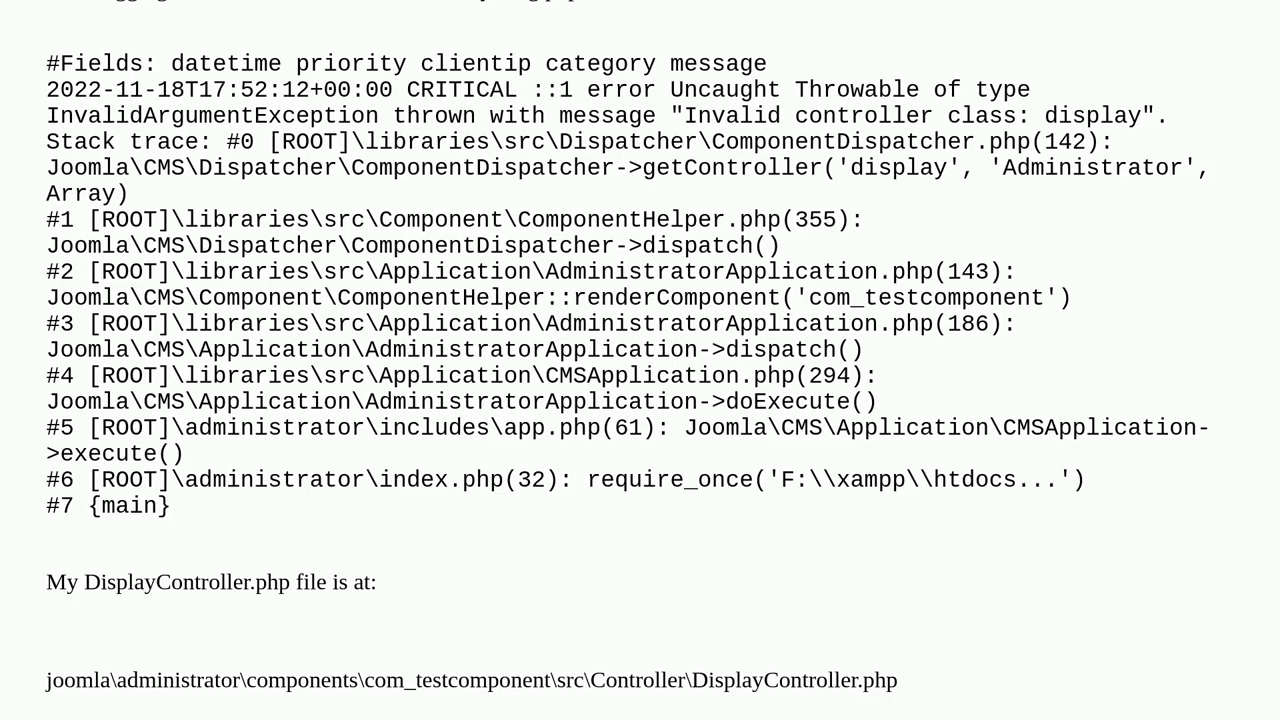 #Fields: datetime priority clientip category message
2022-11-18T17:52:12+00:00 CRITICAL ::1 error Uncaught Throwable of type
InvalidArgumentException thrown with message "Invalid controller class: display".
Stack trace: #0 [ROOT]\libraries\src\Dispatcher\ComponentDispatcher.php(142):
Joomla\CMS\Dispatcher\ComponentDispatcher->getController('display', 'Administrator',
Array)
#1 [ROOT]\libraries\src\Component\ComponentHelper.php(355):
Joomla\CMS\Dispatcher\ComponentDispatcher->dispatch()
#2 [ROOT]\libraries\src\Application\AdministratorApplication.php(143):
Joomla\CMS\Component\ComponentHelper::renderComponent('com_testcomponent')
#3 [ROOT]\libraries\src\Application\AdministratorApplication.php(186):
Joomla\CMS\Application\AdministratorApplication->dispatch()
#4 [ROOT]\libraries\src\Application\CMSApplication.php(294):
Joomla\CMS\Application\AdministratorApplication->doExecute()
#5 [ROOT]\administrator\includes\app.php(61): Joomla\CMS\Application\CMSApplication-
>execute()
#6 [ROOT]\administrator\index.php(32): require_once('F:\\xampp\\htdocs...')
#7 {main}
My DisplayController.php file is at:
joomla\administrator\components\com_testcomponent\src\Controller\DisplayController.php